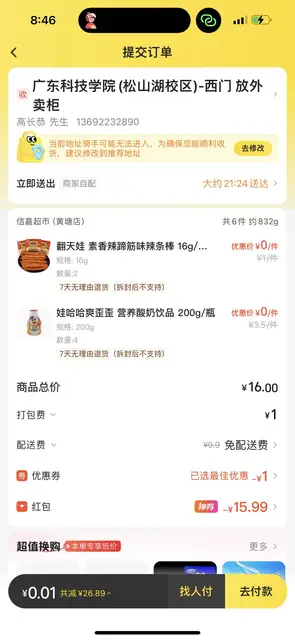 8:46
提交订单
收
广东科技学院 (松山湖校区)-西门 放外卖柜
高长恭 先生 13692232890
当前地址骑手可能无法进入，为确保您能顺利收货，建议修改到推荐地址
去修改
立即送出 商家自配
大约 21:24 送达
信嘉超市 (黄塘店)
共6件 约832g
翻天娃 素香辣蹄筋味辣条棒 16g/...
优惠价 ¥0/件
规格: 16g
¥1/件
数量:2
7天无理由退货（拆封后不支持）
娃哈哈爽歪歪 营养酸奶饮品 200g/瓶
优惠价 ¥0/件
规格: 200g
¥3.5/件
数量:4
7天无理由退货（拆封后不支持）
商品总价
¥16.00
打包费
¥1
配送费
¥9.9 免配送费
券 优惠券
已选最佳优惠 -¥1
红包
神券 -¥15.99
超值换购 本单专享低价
更多
¥0.01 共减 ¥26.89
找人付
去付款